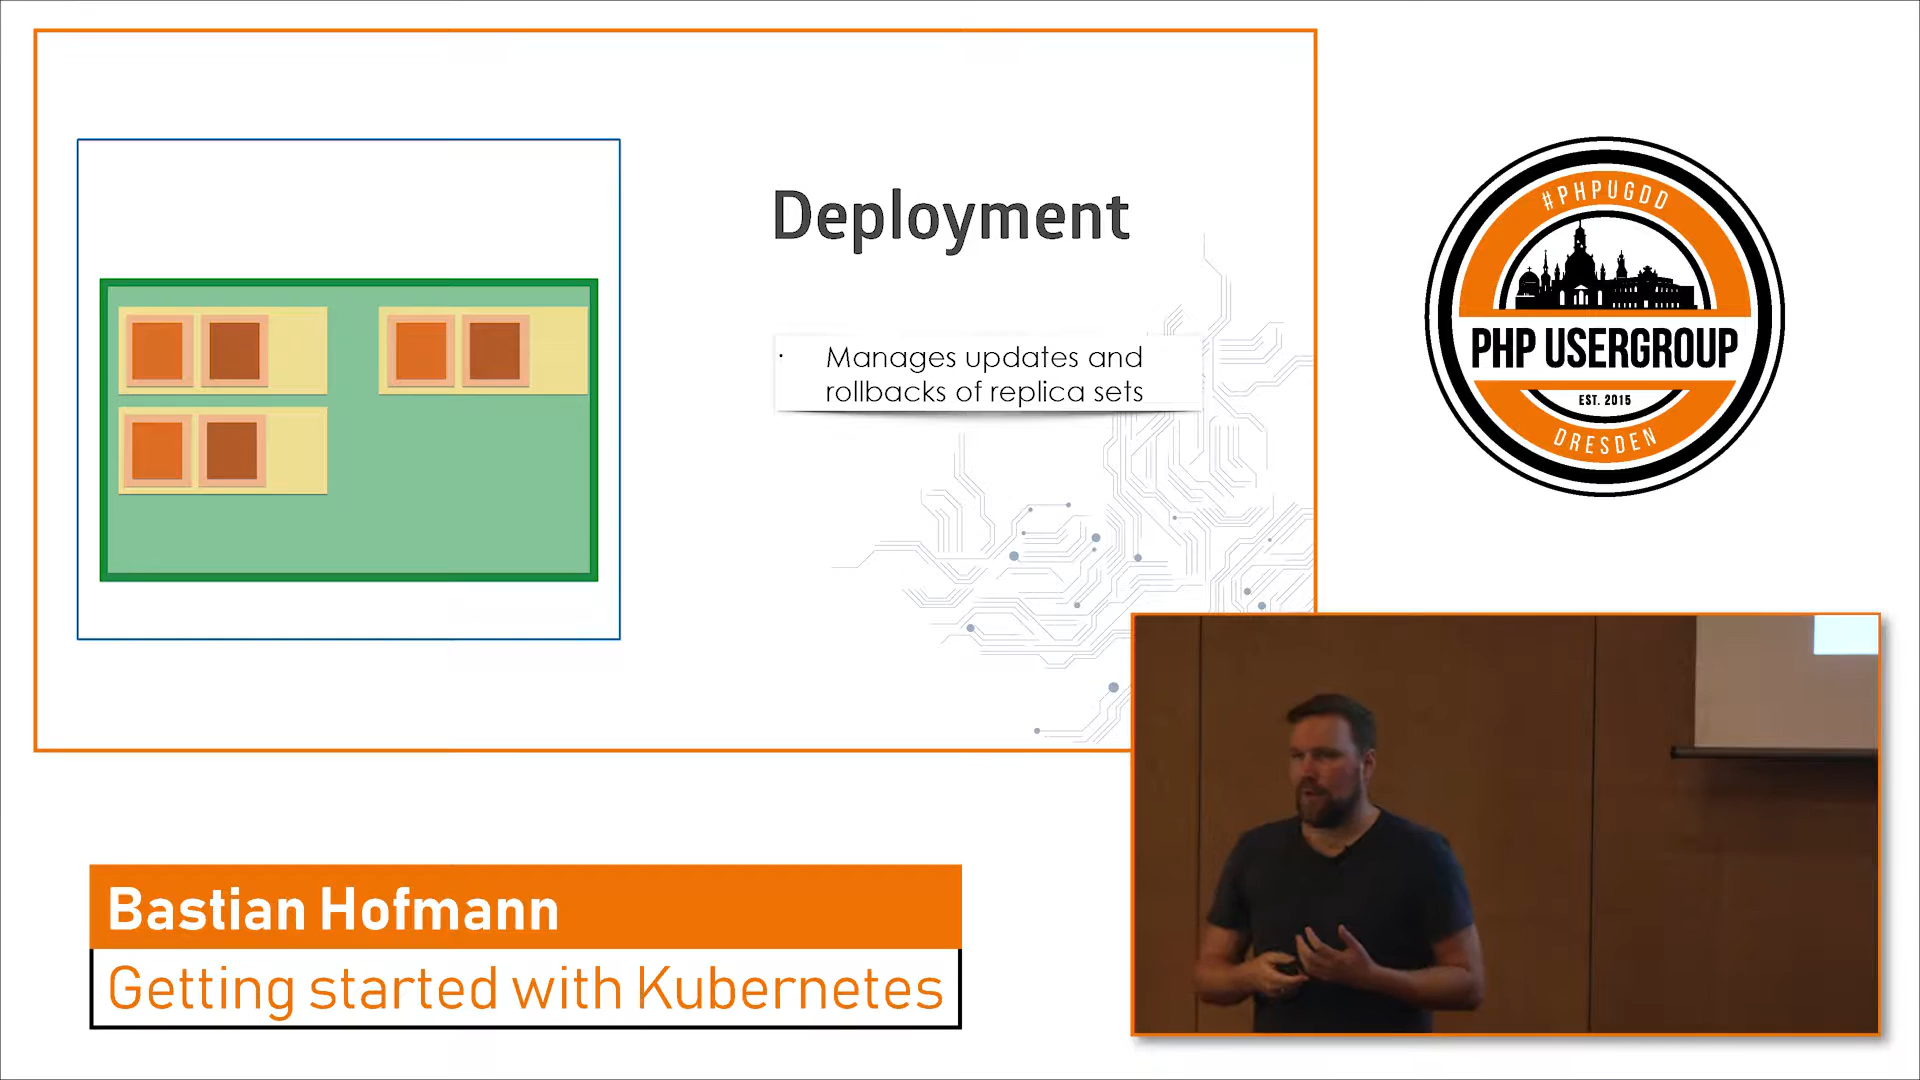 Deployment
· Manages updates and
rollbacks of replica sets
#PHPUGDD
PHP USERGROUP
EST. 2015
DRESDEN
Bastian Hofmann
Getting started with Kubernetes